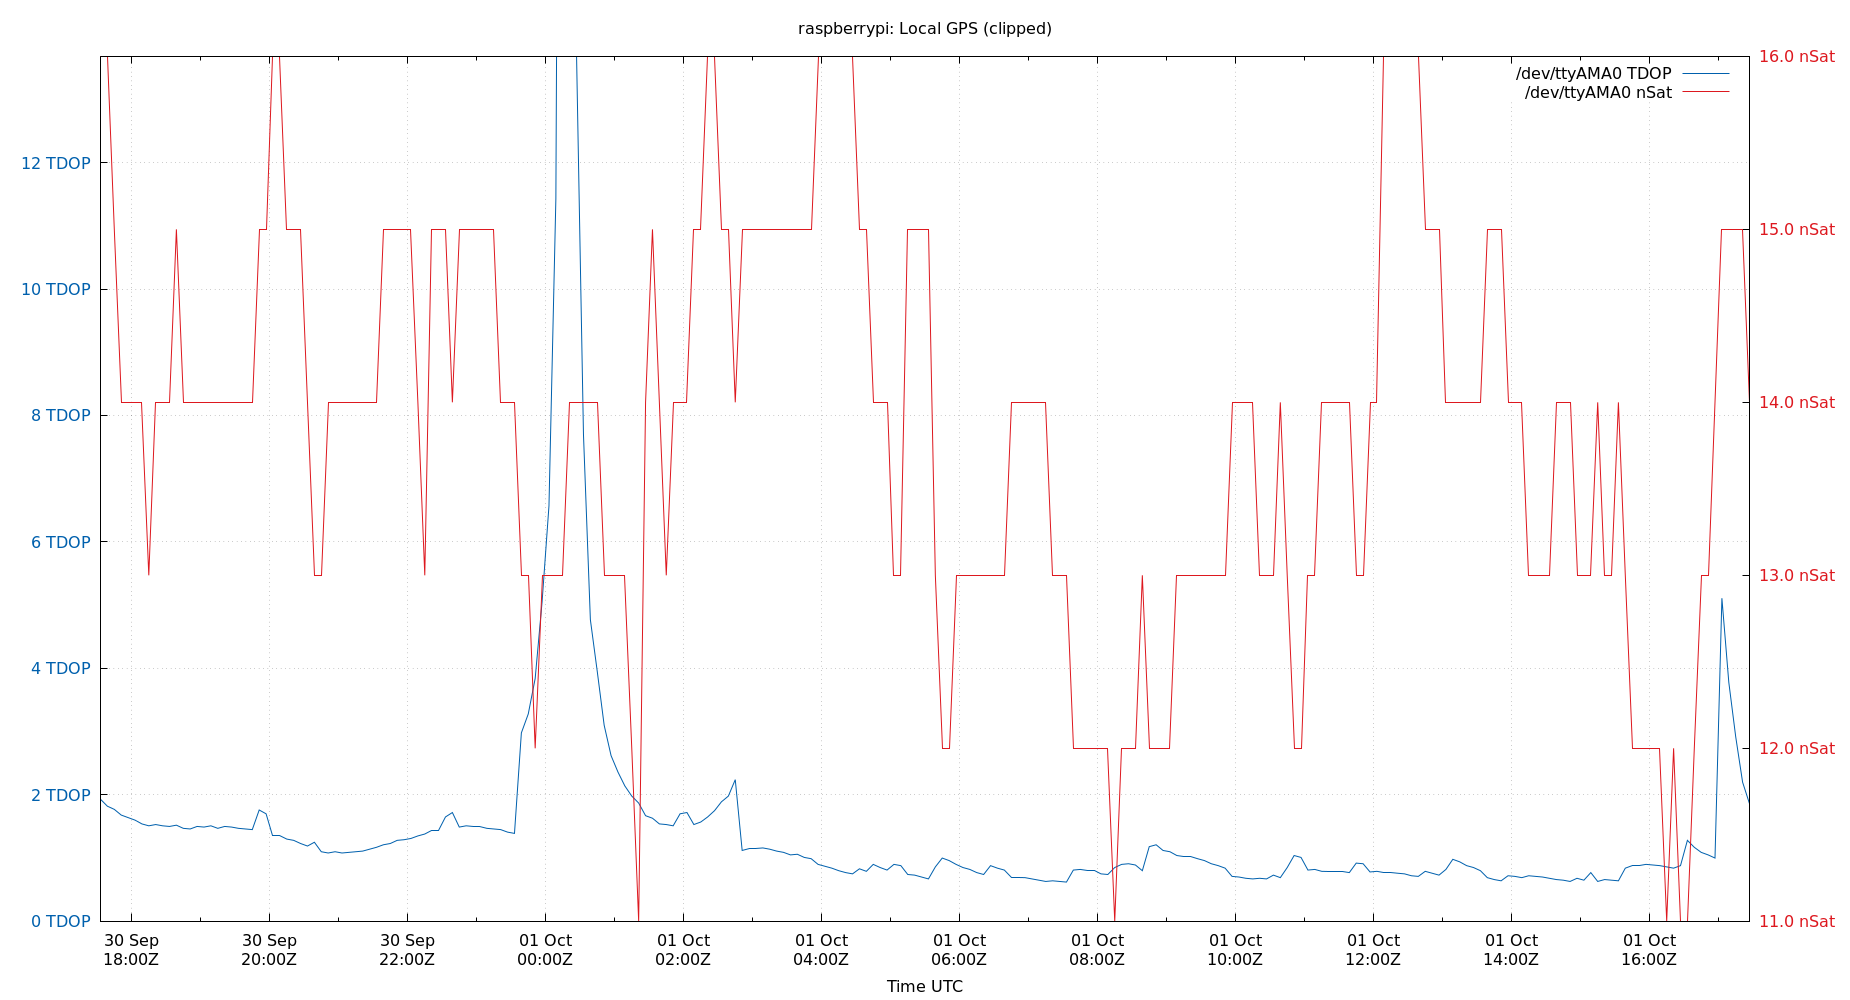 raspberrypi: Local GPS (clipped)
16.0 nSat
/dev/ttyAMA0 TDOP
/dev/ttyAMA0 nSat
12 TDOP
15.0 nSat
10 TDOP
14.0 nSat
8 TDOP
6 TDOP
13.0 nSat
4 TDOP
12.0 nSat
2 TDOP
0 TDOP
11.0 nSat
30 Sep 30 Sep 30 Sep 01 Oct 01 Oct 01 Oct 01 Oct 01 Oct 01 Oct 01 Oct 01 Oct 01 Oct
18:00Z 20:00Z 22:00Z 00:00Z 02:00Z 04:00Z 06:00Z 08:00Z 10:00Z 12:00Z 14:00Z 16:00Z
Time UTC